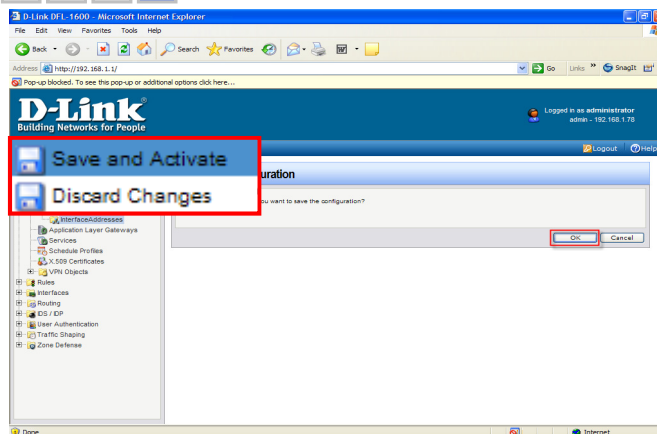 D-Link DFL-1600 - Microsoft Internet Explorer
File Edit View Favorites Tools Help
Back Search Favorites
Address http://192.168.1.1/ Go Links » SnagIt
Pop-up blocked. To see this pop-up or additional options click here...
D-Link®
Building Networks for People
Logged in as administrator
admin - 192.168.1.78
Logout Help
Save and Activate
Discard Changes
uration
ou want to save the configuration?
OK Cancel
InterfaceAddresses
Application Layer Gateways
Services
Schedule Profiles
X.509 Certificates
VPN Objects
Rules
Interfaces
Routing
IDS / IDP
User Authentication
Traffic Shaping
Zone Defense
Done Internet